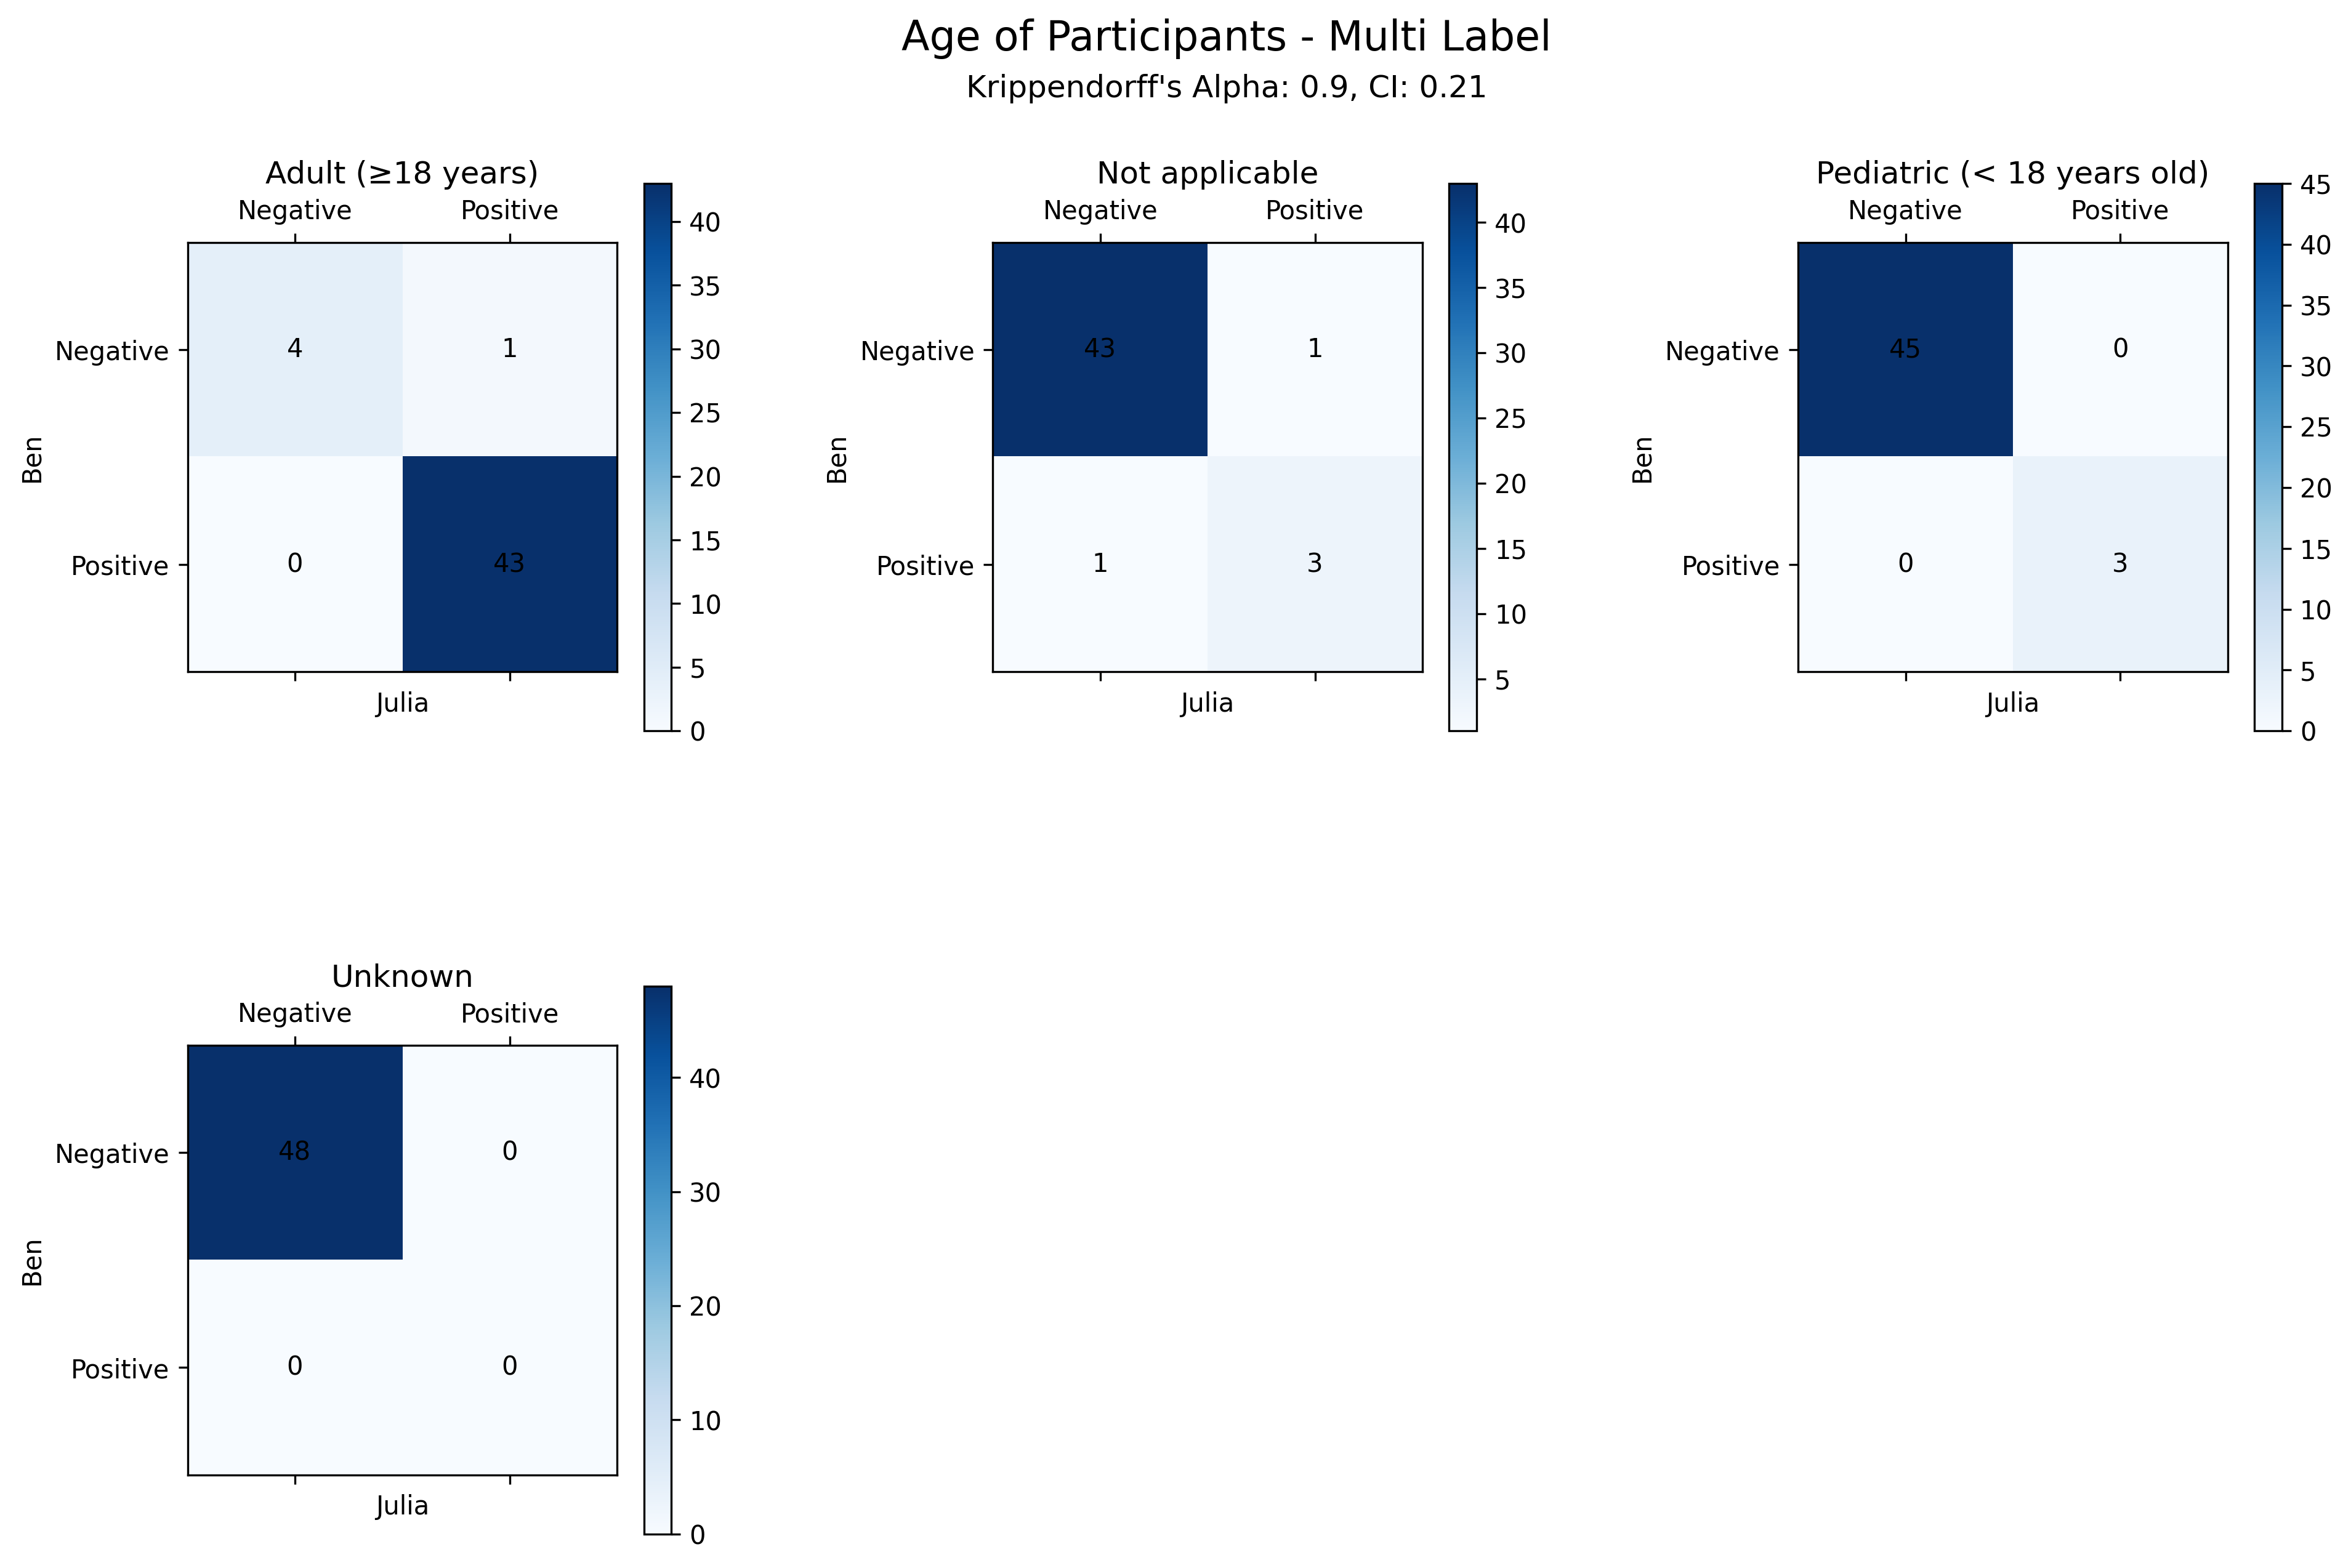 Age of Participants - Multi Label
Krippendorff's Alpha: 0.9, CI: 0.21
Adult (≥18 years)
Negative Positive
Negative
Positive
4 1
0 43
Ben
Julia
40
35
30
25
20
15
10
5
0
Not applicable
Negative Positive
Negative
Positive
43 1
1 3
Ben
Julia
40
35
30
25
20
15
10
5
Pediatric (< 18 years old)
Negative Positive
Negative
Positive
45 0
0 3
Ben
Julia
45
40
35
30
25
20
15
10
5
0
Unknown
Negative Positive
Negative
Positive
48 0
0 0
Ben
Julia
40
30
20
10
0